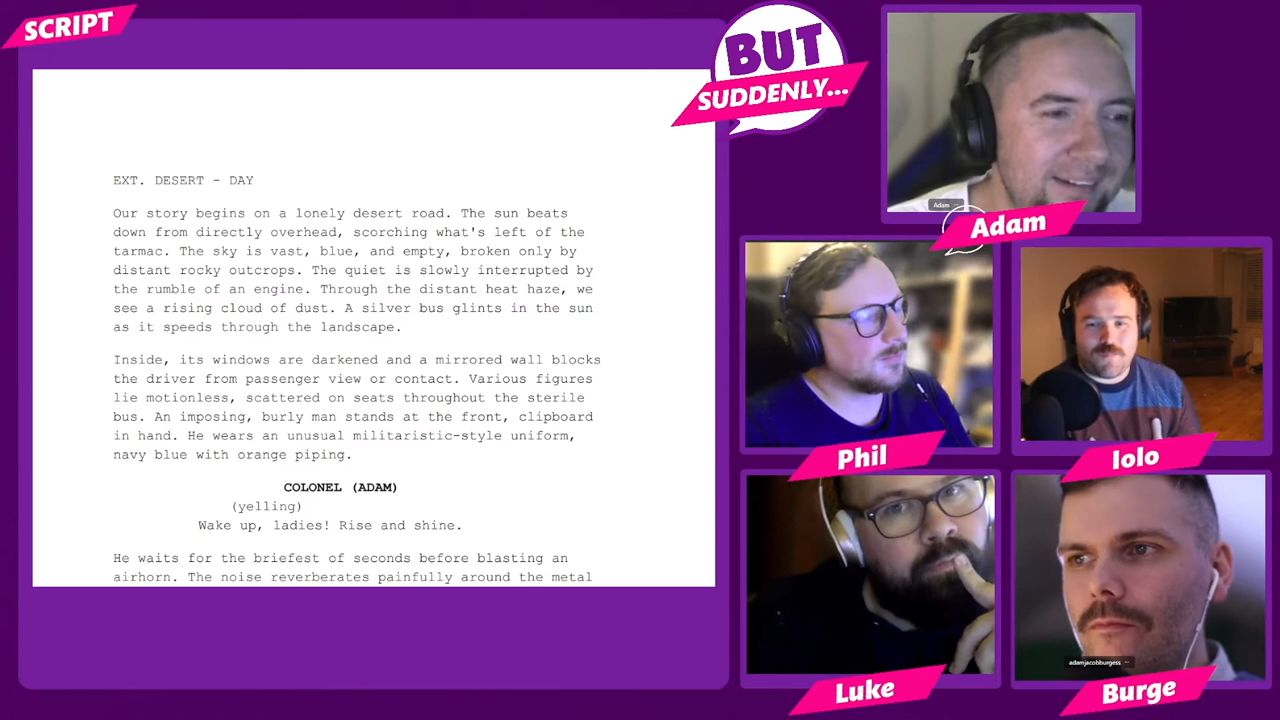 SCRIPT
BUT
SUDDENLY...
EXT. DESERT - DAY
Our story begins on a lonely desert road. The sun beats
down from directly overhead, scorching what's left of the
tarmac. The sky is vast, blue, and empty, broken only by
distant rocky outcrops. The quiet is slowly interrupted by
the rumble of an engine. Through the distant heat haze, we
see a rising cloud of dust. A silver bus glints in the sun
as it speeds through the landscape.
Inside, its windows are darkened and a mirrored wall blocks
the driver from passenger view or contact. Various figures
lie motionless, scattered on seats throughout the sterile
bus. An imposing, burly man stands at the front, clipboard
in hand. He wears an unusual militaristic-style uniform,
navy blue with orange piping.
COLONEL (ADAM)
(yelling)
Wake up, ladies! Rise and shine.
He waits for the briefest of seconds before blasting an
airhorn. The noise reverberates painfully around the metal
Adam
Adam
Phil
Iolo
Luke
adamjacobburgess
Burge